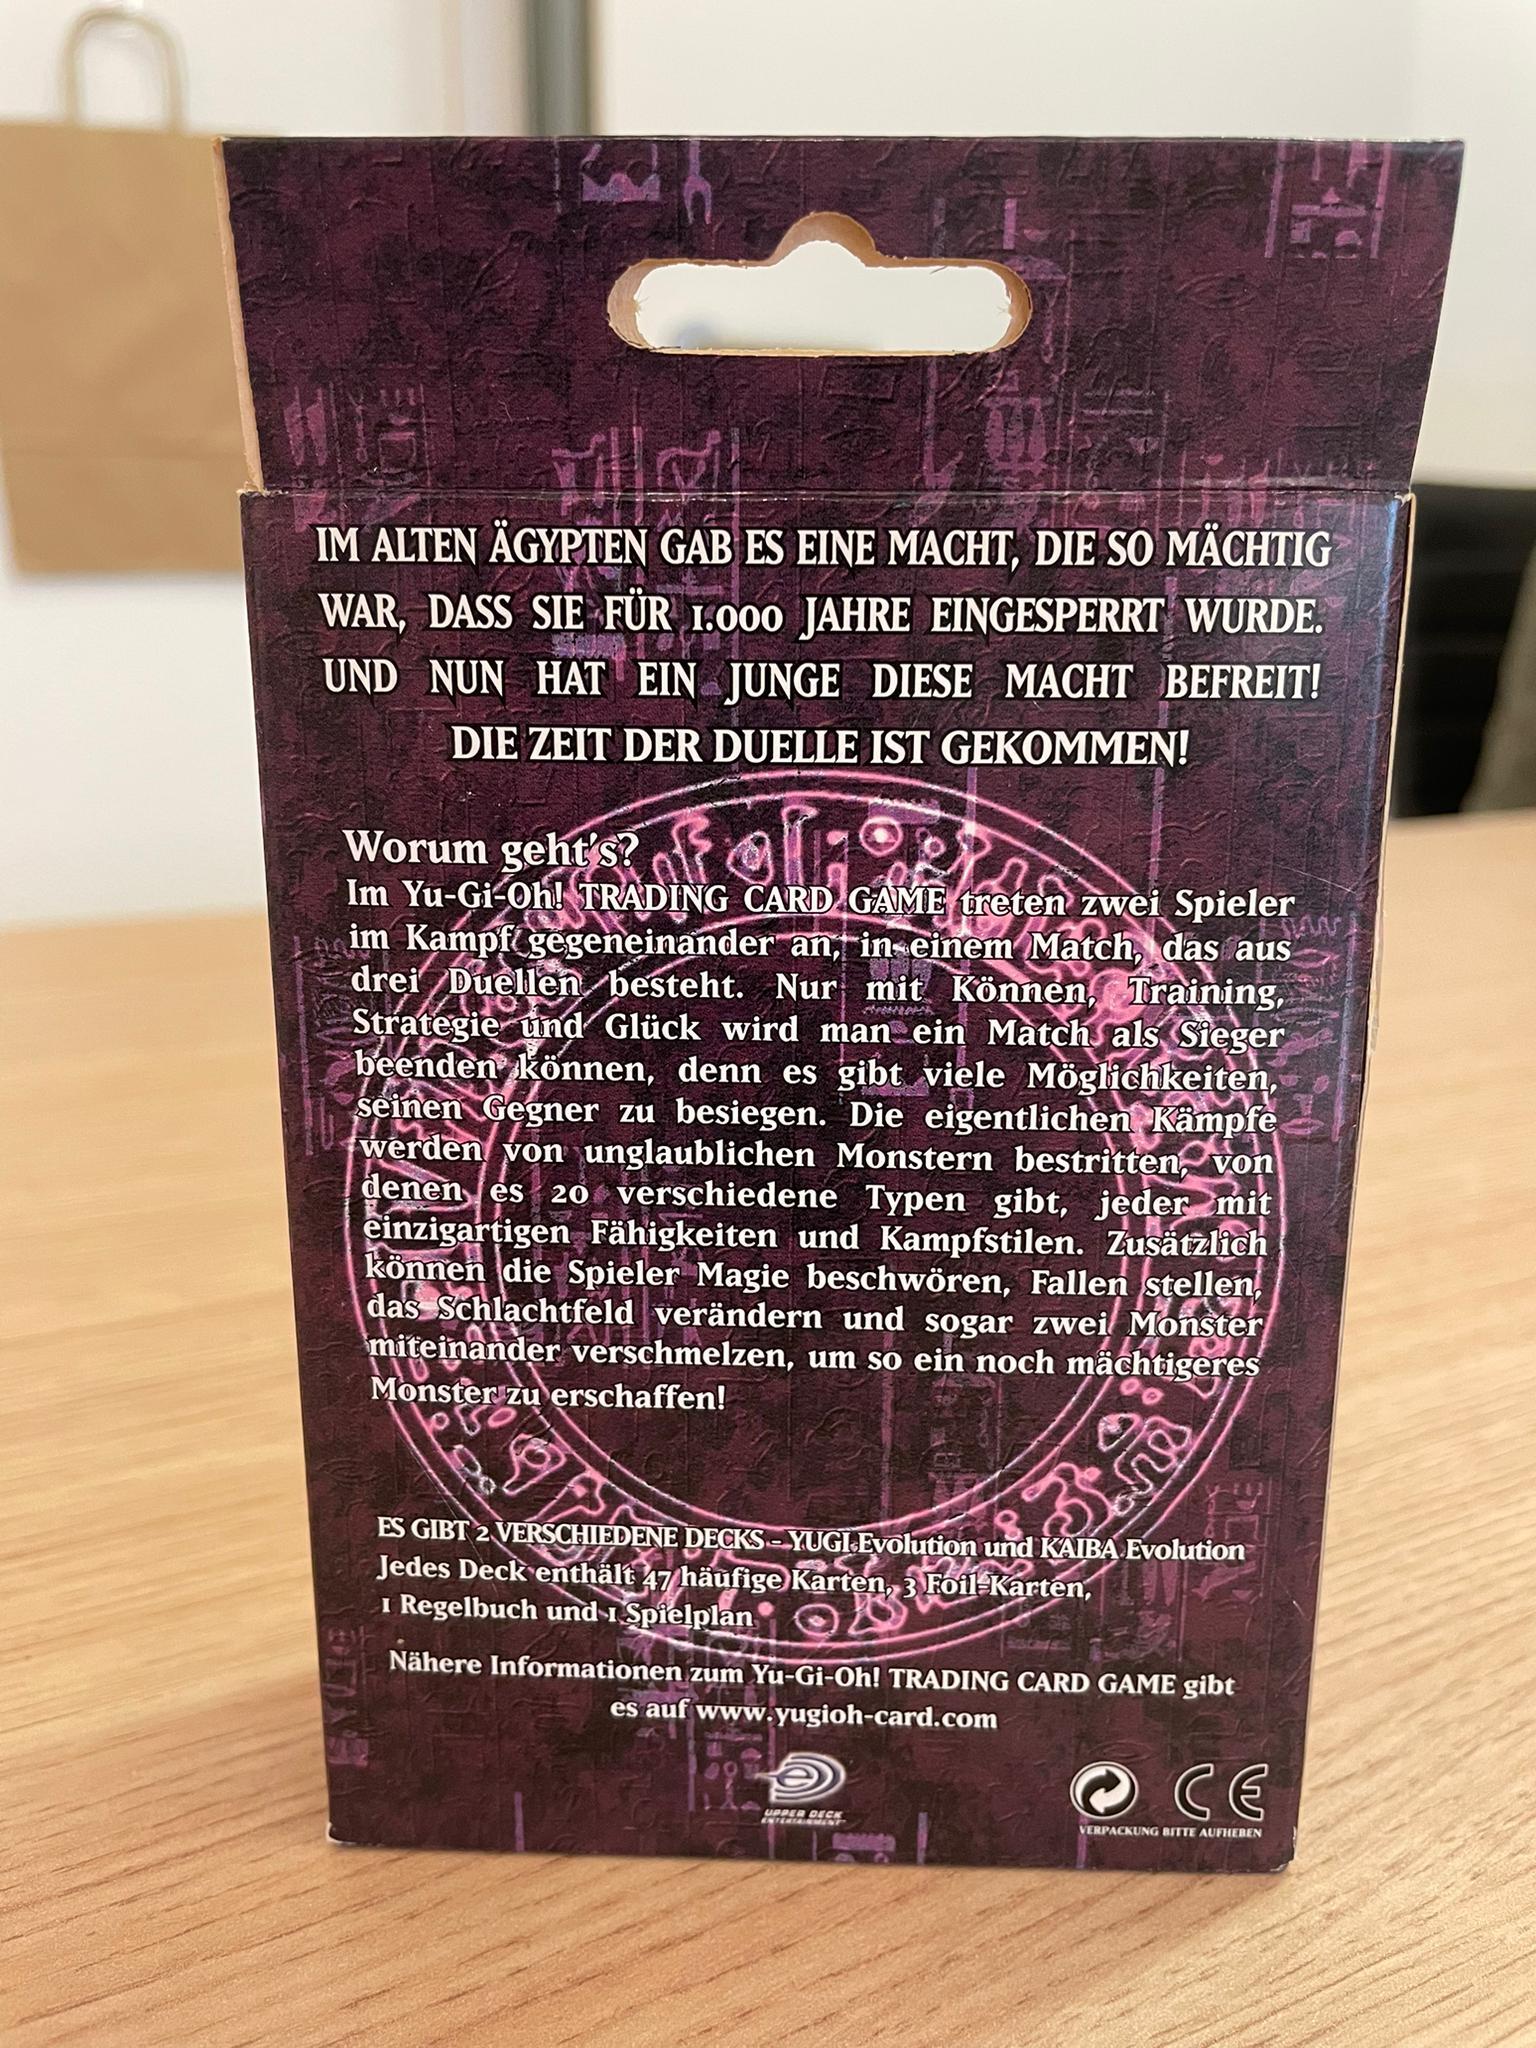 IM ALTEN ÄGYPTEN GAB ES EINE MACHT, DIE SO MÄCHTIG
WAR, DASS SIE FÜR 1.000 JAHRE EINGESPERRT WURDE.
UND NUN HAT EIN JUNGE DIESE MACHT BEFREIT!
DIE ZEIT DER DUELLE IST GEKOMMEN!
Worum geht's?
Im Yu-Gi-Oh! TRADING CARD GAME treten zwei Spieler
im Kampf gegeneinander an, in einem Match, das aus
drei Duellen besteht. Nur mit Können, Training,
Strategie und Glück wird man ein Match als Sieger
beenden können, denn es gibt viele Möglichkeiten,
seinen Gegner zu besiegen. Die eigentlichen Kämpfe
werden von unglaublichen Monstern bestritten, von
denen es 20 verschiedene Typen gibt, jeder mit
einzigartigen Fähigkeiten und Kampfstilen. Zusätzlich
können die Spieler Magie beschwören, Fallen stellen,
das Schlachtfeld verändern und sogar zwei Monster
miteinander verschmelzen, um so ein noch mächtigeres
Monster zu erschaffen!
ES GIBT 2 VERSCHIEDENE DECKS - YUGI Evolution und KAIBA Evolution
Jedes Deck enthält 47 häufige Karten, 3 Foil-Karten,
1 Regelbuch und 1 Spielplan
Nähere Informationen zum Yu-Gi-Oh! TRADING CARD GAME gibt
es auf www.yugioh-card.com
UPPER DECK
ENTERTAINMENT
CE
VERPACKUNG BITTE AUFHEBEN